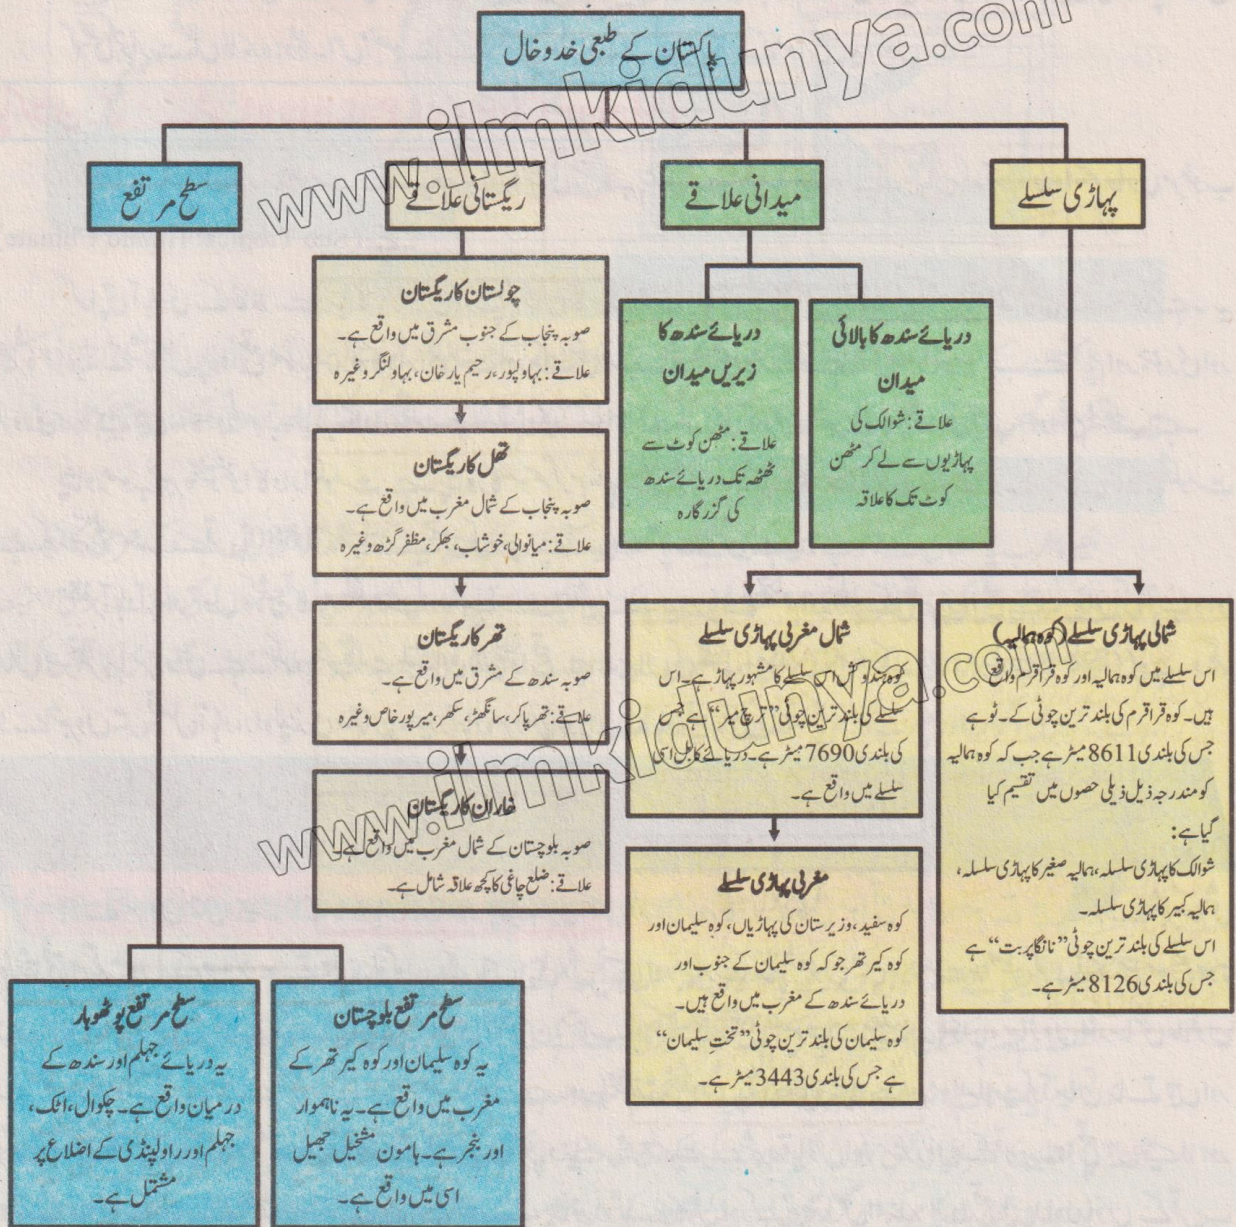 پاکستان کے طبعی خدوخال
پہاڑی سلسلے
میدانی علاقے
ریگستانی علاقے
سطح مرتفع
دریائے سندھ کا بالائی
میدان
علاقے: شوالک کی
پہاڑیوں سے لے کر مٹھن
کوٹ تک کا علاقہ
دریائے سندھ کا
زیریں میدان
علاقے: مٹھن کوٹ سے
ٹھٹھہ تک دریائے سندھ
کی گزرگاہ
چولستان کا ریگستان
صوبہ پنجاب کے جنوب مشرق میں واقع ہے۔
علاقے: بہاولپور، رحیم یار خان، بہاولنگر وغیرہ
تھل کا ریگستان
صوبہ پنجاب کے شمال مغرب میں واقع ہے۔
علاقے: میانوالی، خوشاب، بھکر، مظفر گڑھ وغیرہ
تھر کا ریگستان
صوبہ سندھ کے مشرق میں واقع ہے۔
علاقے: تھرپاکر، سانگھڑ، سکھر، میرپور خاص وغیرہ
خاران کا ریگستان
صوبہ بلوچستان کے شمال مغرب میں واقع ہے۔
علاقے: ضلع چاغی کا کچھ علاقہ شامل ہے۔
شمالی پہاڑی سلسلے (کوہ ہمالیہ)
اس سلسلے میں کوہ ہمالیہ اور کوہ قراقرم واقع
ہیں۔ کوہ قراقرم کی بلند ترین چوٹی کے۔ٹو ہے
جس کی بلندی 8611 میٹر ہے جب کہ کوہ ہمالیہ
کو مندرجہ ذیل ذیلی حصوں میں تقسیم کیا
گیا ہے:
شوالک کا پہاڑی سلسلہ، ہمالیہ صغیر کا پہاڑی سلسلہ،
ہمالیہ کبیر کا پہاڑی سلسلہ۔
اس سلسلے کی بلند ترین چوٹی "نانگا پربت" ہے
جس کی بلندی 8126 میٹر ہے۔
شمال مغربی پہاڑی سلسلے
کوہ ہندوکش اس سلسلے کا مشہور پہاڑ ہے۔ اس
سلسلے کی بلند ترین چوٹی "ترچ میر" ہے جس
کی بلندی 7690 میٹر ہے۔ دریائے کابل اسی
سلسلے میں واقع ہے۔
مغربی پہاڑی سلسلے
کوہ سفید، وزیرستان کی پہاڑیاں، کوہ سلیمان اور
کوہ کیرتھر جو کہ کوہ سلیمان کے جنوب اور
دریائے سندھ کے مغرب میں واقع ہیں۔
کوہ سلیمان کی بلند ترین چوٹی "تختِ سلیمان"
ہے جس کی بلندی 3443 میٹر ہے۔
سطح مرتفع بلوچستان
یہ کوہ سلیمان اور کوہ کیرتھر کے
مغرب میں واقع ہے۔ یہ ناہموار
اور بنجر ہے۔ ہامون مشخیل جھیل
اسی میں واقع ہے۔
سطح مرتفع پوٹھوہار
یہ دریائے جہلم اور سندھ کے
درمیان واقع ہے۔ چکوال، اٹک،
جہلم اور راولپنڈی کے اضلاع پر
مشتمل ہے۔
www.ilmkidunya.com
www.ilmkidunya.com